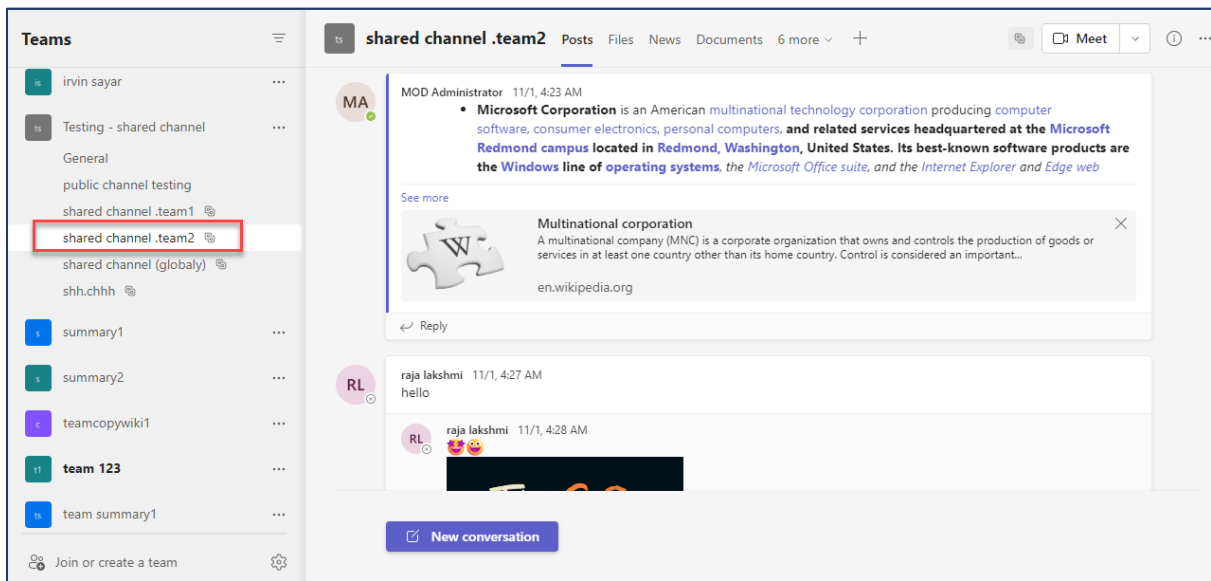 Teams
is
irvin sayar
ts
Testing - shared channel
General
public channel testing
shared channel .team1
shared channel .team2
shared channel (globaly)
shh.chhh
s
summary1
s
summary2
c
teamcopywiki1
t1
team 123
ts
team summary1
Join or create a team
ts
shared channel .team2 Posts Files News Documents 6 more
Meet
MA
MOD Administrator 11/1, 4:23 AM
• Microsoft Corporation is an American multinational technology corporation producing computer
software, consumer electronics, personal computers, and related services headquartered at the Microsoft
Redmond campus located in Redmond, Washington, United States. Its best-known software products are
the Windows line of operating systems, the Microsoft Office suite, and the Internet Explorer and Edge web
See more
W
Multinational corporation
A multinational company (MNC) is a corporate organization that owns and controls the production of goods or
services in at least one country other than its home country. Control is considered an important...
en.wikipedia.org
Reply
RL
raja lakshmi 11/1, 4:27 AM
hello
RL
raja lakshmi 11/1, 4:28 AM
New conversation